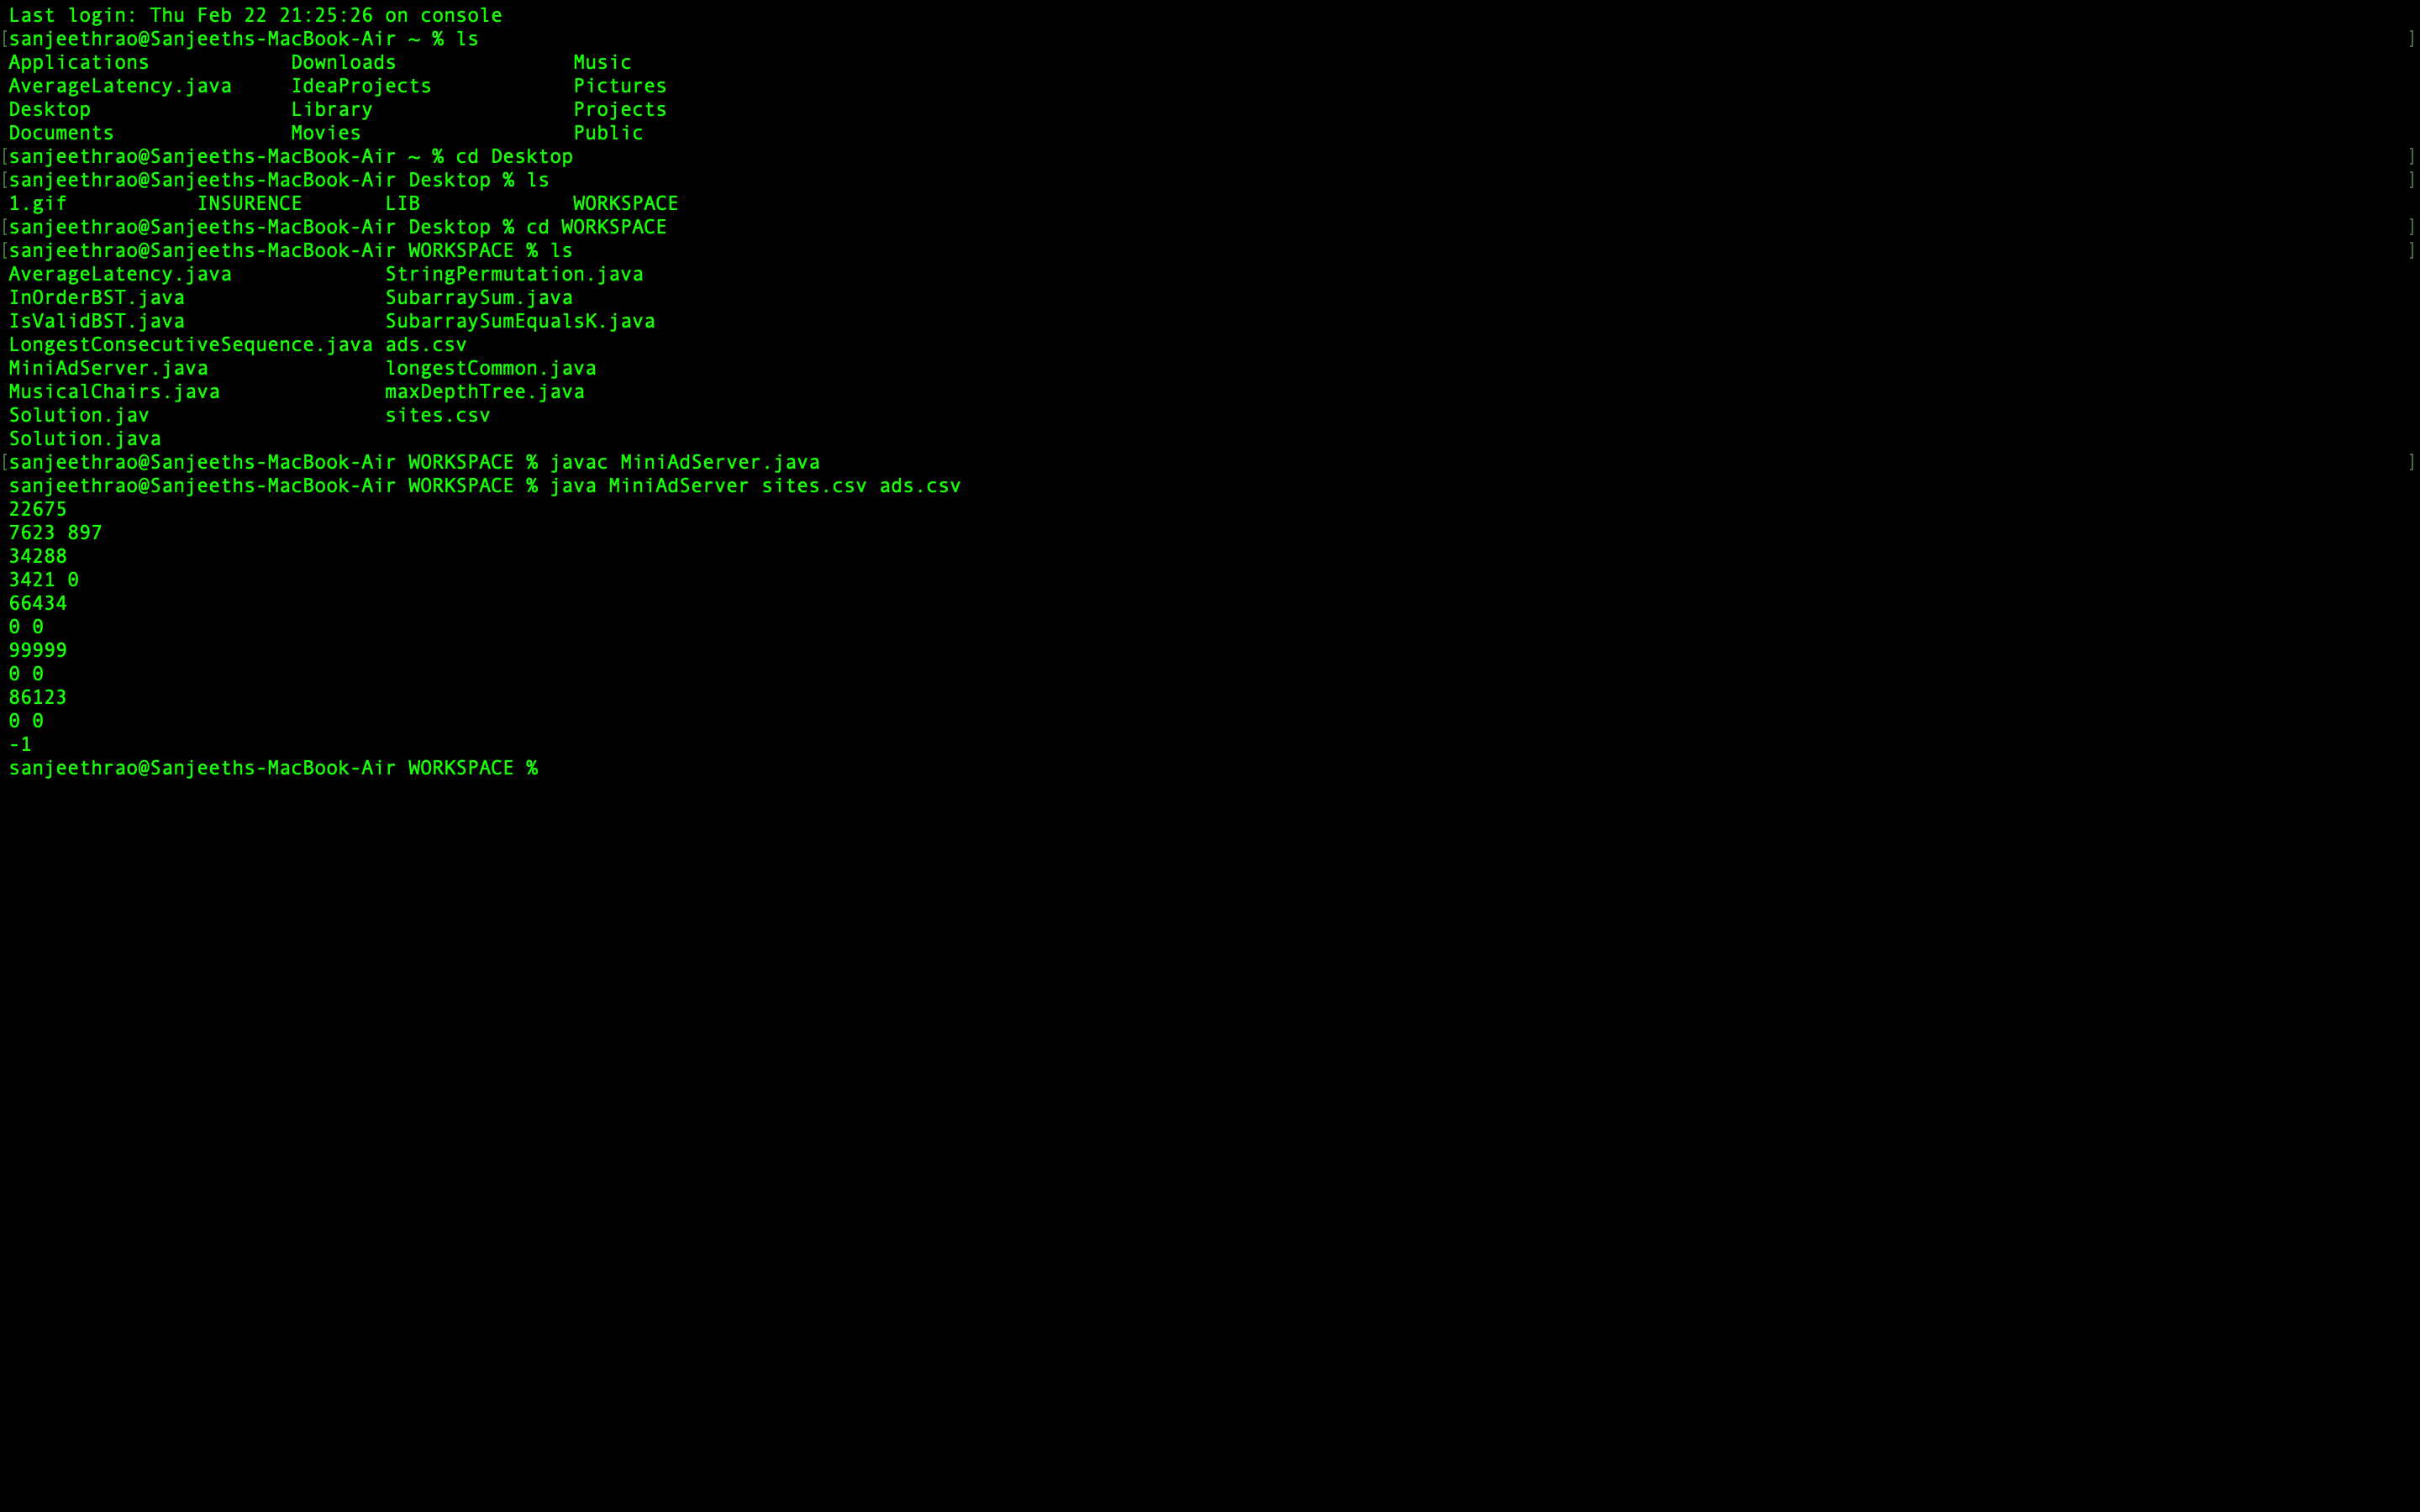 Last login: Thu Feb 22 21:25:26 on console
[sanjeethrao@Sanjeeths-MacBook-Air ~ % ls ]
Applications Downloads Music
AverageLatency.java IdeaProjects Pictures
Desktop Library Projects
Documents Movies Public
[sanjeethrao@Sanjeeths-MacBook-Air ~ % cd Desktop ]
[sanjeethrao@Sanjeeths-MacBook-Air Desktop % ls ]
1.gif INSURENCE LIB WORKSPACE
[sanjeethrao@Sanjeeths-MacBook-Air Desktop % cd WORKSPACE ]
[sanjeethrao@Sanjeeths-MacBook-Air WORKSPACE % ls ]
AverageLatency.java StringPermutation.java
InOrderBST.java SubarraySum.java
IsValidBST.java SubarraySumEqualsK.java
LongestConsecutiveSequence.java ads.csv
MiniAdServer.java longestCommon.java
MusicalChairs.java maxDepthTree.java
Solution.jav sites.csv
Solution.java
[sanjeethrao@Sanjeeths-MacBook-Air WORKSPACE % javac MiniAdServer.java ]
sanjeethrao@Sanjeeths-MacBook-Air WORKSPACE % java MiniAdServer sites.csv ads.csv
22675
7623 897
34288
3421 0
66434
0 0
99999
0 0
86123
0 0
-1
sanjeethrao@Sanjeeths-MacBook-Air WORKSPACE %